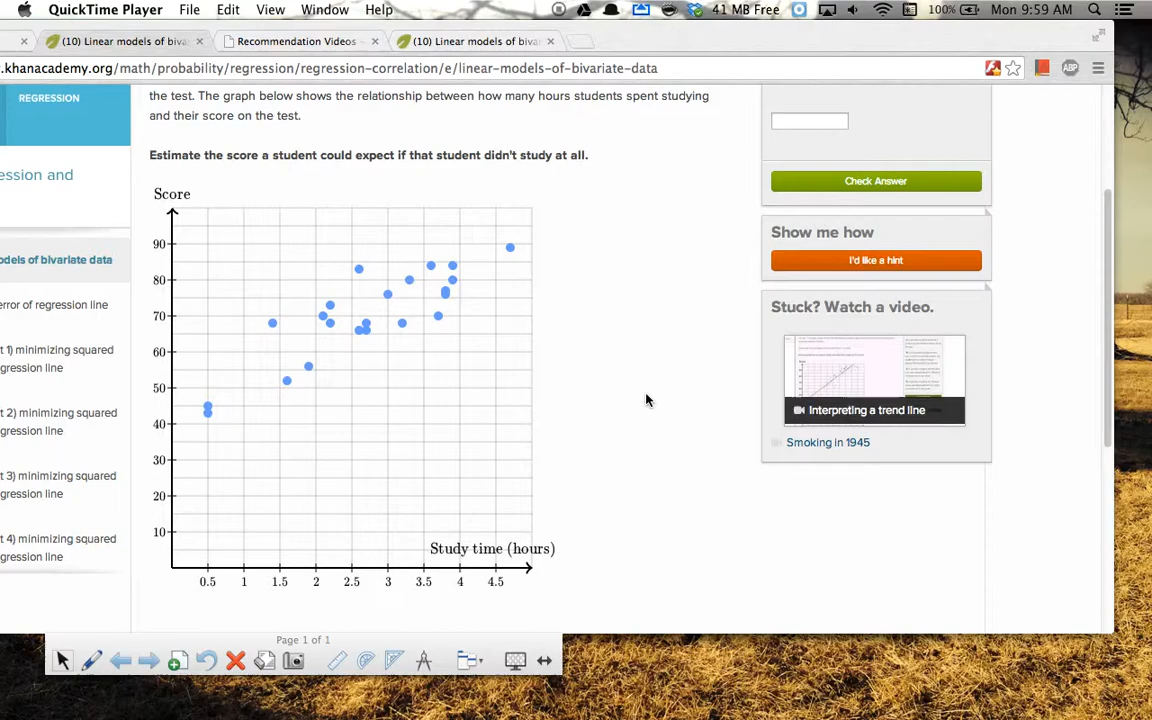 QuickTime Player File Edit View Window Help 41 MB Free 100% Mon 9:59 AM
(10) Linear models of biva Recommendation Videos (10) Linear models of biva
.khanacademy.org/math/probability/regression/regression-correlation/e/linear-models-of-bivariate-data ABP
REGRESSION
ession and
odels of bivariate data
error of regression line
t 1) minimizing squared
regression line
t 2) minimizing squared
regression line
t 3) minimizing squared
regression line
t 4) minimizing squared
regression line
the test. The graph below shows the relationship between how many hours students spent studying
and their score on the test.
Estimate the score a student could expect if that student didn't study at all.
Score
90
80
70
60
50
40
30
20
10
Study time (hours)
0.5 1 1.5 2 2.5 3 3.5 4 4.5
Check Answer
Show me how
I'd like a hint
Stuck? Watch a video.
Interpreting a trend line
Smoking in 1945
Page 1 of 1